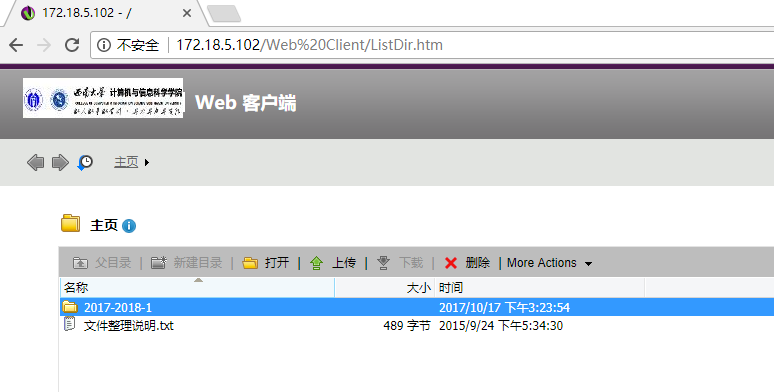 172.18.5.102 - /
不安全 172.18.5.102/Web%20Client/ListDir.htm
西南大学 计算机与信息科学学院
Web 客户端
主页
主页
父目录 | 新建目录 | 打开 | 上传 | 下载 | 删除 | More Actions
名称 大小 时间
2017-2018-1 2017/10/17 下午3:23:54
文件整理说明.txt 489 字节 2015/9/24 下午5:34:30